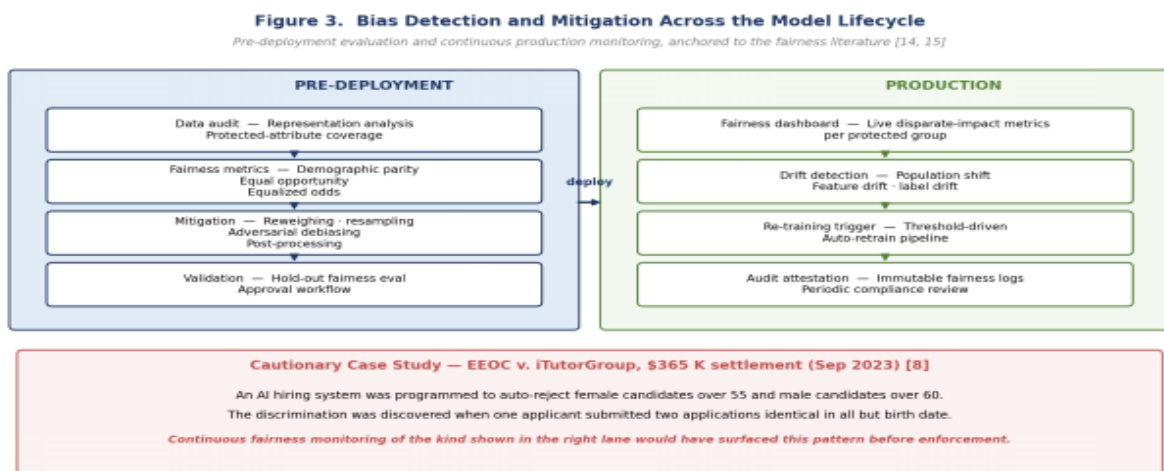 Figure 3. Bias Detection and Mitigation Across the Model Lifecycle
Pre-deployment evaluation and continuous production monitoring, anchored to the fairness literature [14, 15]
PRE-DEPLOYMENT
Data audit — Representation analysis
Protected-attribute coverage
Fairness metrics — Demographic parity
Equal opportunity
Equalized odds
Mitigation — Reweighing · resampling
Adversarial debiasing
Post-processing
Validation — Hold-out fairness eval
Approval workflow
deploy
PRODUCTION
Fairness dashboard — Live disparate-impact metrics
per protected group
Drift detection — Population shift
Feature drift · label drift
Re-training trigger — Threshold-driven
Auto-retrain pipeline
Audit attestation — Immutable fairness logs
Periodic compliance review
Cautionary Case Study — EEOC v. iTutorGroup, $365 K settlement (Sep 2023) [8]
An AI hiring system was programmed to auto-reject female candidates over 55 and male candidates over 60.
The discrimination was discovered when one applicant submitted two applications identical in all but birth date.
Continuous fairness monitoring of the kind shown in the right lane would have surfaced this pattern before enforcement.